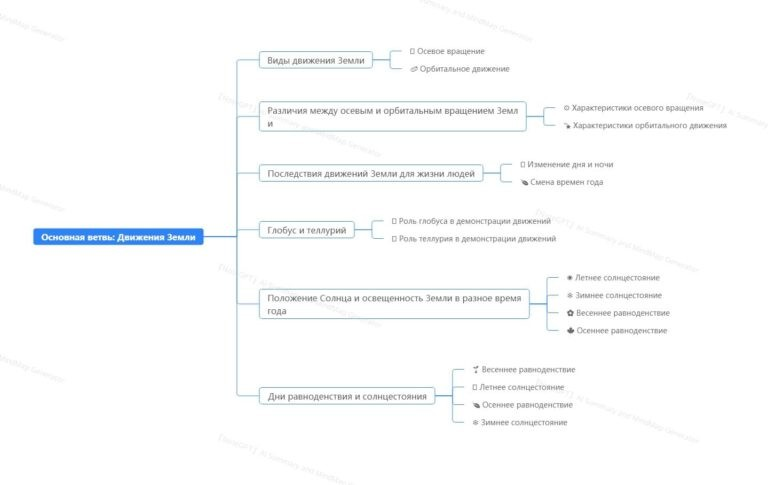 Виды движения Земли
Осевое вращение
Орбитальное движение
Различия между осевым и орбитальным вращением Земл
и
Характеристики осевого вращения
Характеристики орбитального движения
Последствия движений Земли для жизни людей
Изменение дня и ночи
Смена времен года
Основная ветвь: Движения Земли
Глобус и теллурий
Роль глобуса в демонстрации движений
Роль теллурия в демонстрации движений
Положение Солнца и освещенность Земли в разное время
года
Летнее солнцестояние
Зимнее солнцестояние
Весеннее равноденствие
Осеннее равноденствие
Дни равноденствия и солнцестояния
Весеннее равноденствие
Летнее солнцестояние
Осеннее равноденствие
Зимнее солнцестояние